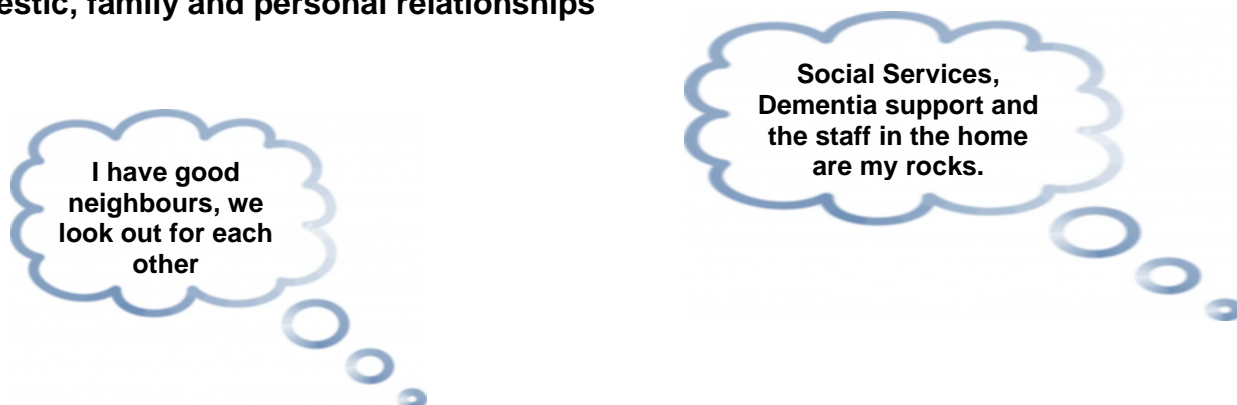 estic, family and personal relationships
Social Services,
Dementia support and
the staff in the home
are my rocks.
I have good
neighbours, we
look out for each
other